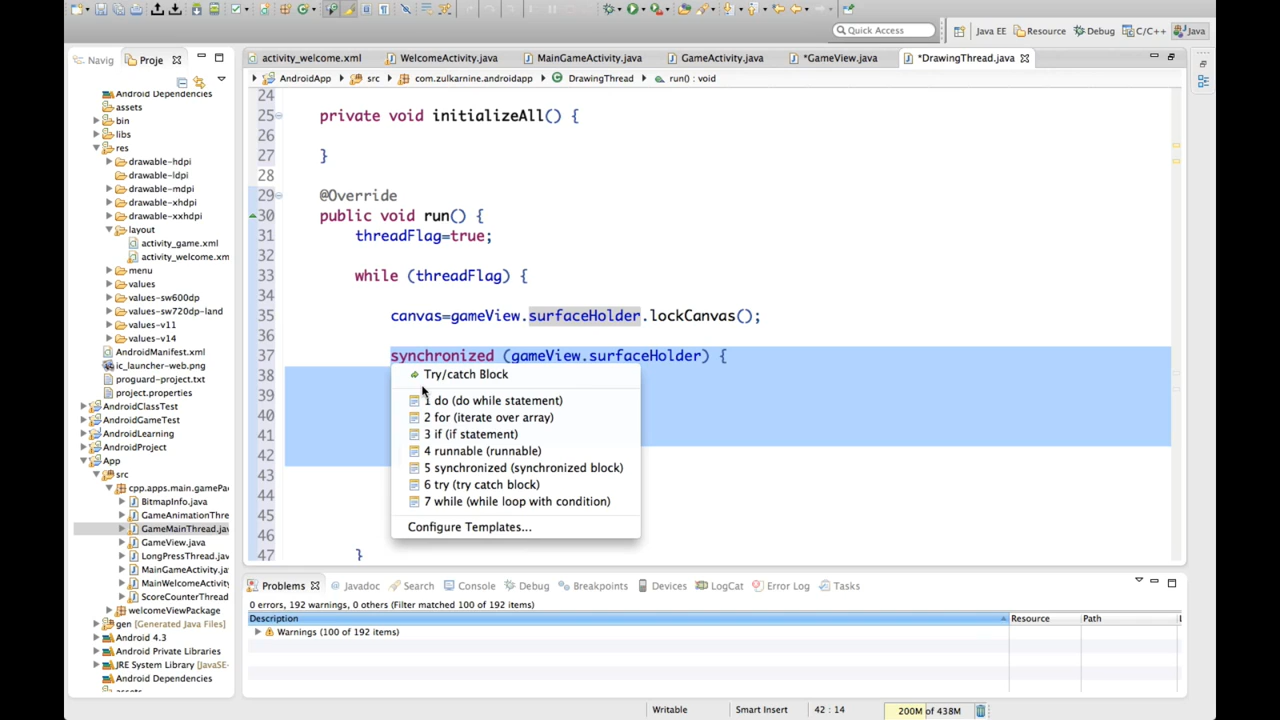 Quick Access
Java EE
Resource
Debug
C/C++
Java
Navig
Proje
activity_welcome.xml
WelcomeActivity.java
MainGameActivity.java
GameActivity.java
*GameView.java
*DrawingThread.java
AndroidApp
src
com.zulkarnine.androidapp
DrawingThread
run() : void
Android Dependencies
assets
bin
libs
res
drawable-hdpi
drawable-ldpi
drawable-mdpi
drawable-xhdpi
drawable-xxhdpi
layout
activity_game.xml
activity_welcome.xm
menu
values
values-sw600dp
values-sw720dp-land
values-v11
values-v14
AndroidManifest.xml
ic_launcher-web.png
proguard-project.txt
project.properties
AndroidClassTest
AndroidGameTest
AndroidLearning
AndroidProject
App
src
cpp.apps.main.gamePa
BitmapInfo.java
GameAnimationThre
GameMainThread.jav
GameView.java
LongPressThread.jav
MainGameActivity.ja
MainWelcomeActivity
ScoreCounterThread
welcomeViewPackage
gen [Generated Java Files]
Android 4.3
Android Private Libraries
JRE System Library [JavaSE-
Android Dependencies
24
25 private void initializeAll() {
26
27 }
28
29 @Override
30 public void run() {
31 threadFlag=true;
32
33 while (threadFlag) {
34
35 canvas=gameView.surfaceHolder.lockCanvas();
36
37 synchronized (gameView.surfaceHolder) {
38
39
40
41
42
43
44
45
46
47 }
Try/catch Block
1 do (do while statement)
2 for (iterate over array)
3 if (if statement)
4 runnable (runnable)
5 synchronized (synchronized block)
6 try (try catch block)
7 while (while loop with condition)
Configure Templates...
Problems
Javadoc
Search
Console
Debug
Breakpoints
Devices
LogCat
Error Log
Tasks
0 errors, 192 warnings, 0 others (Filter matched 100 of 192 items)
Description
Resource
Path
L
Warnings (100 of 192 items)
Writable
Smart Insert
42 : 14
200M of 438M